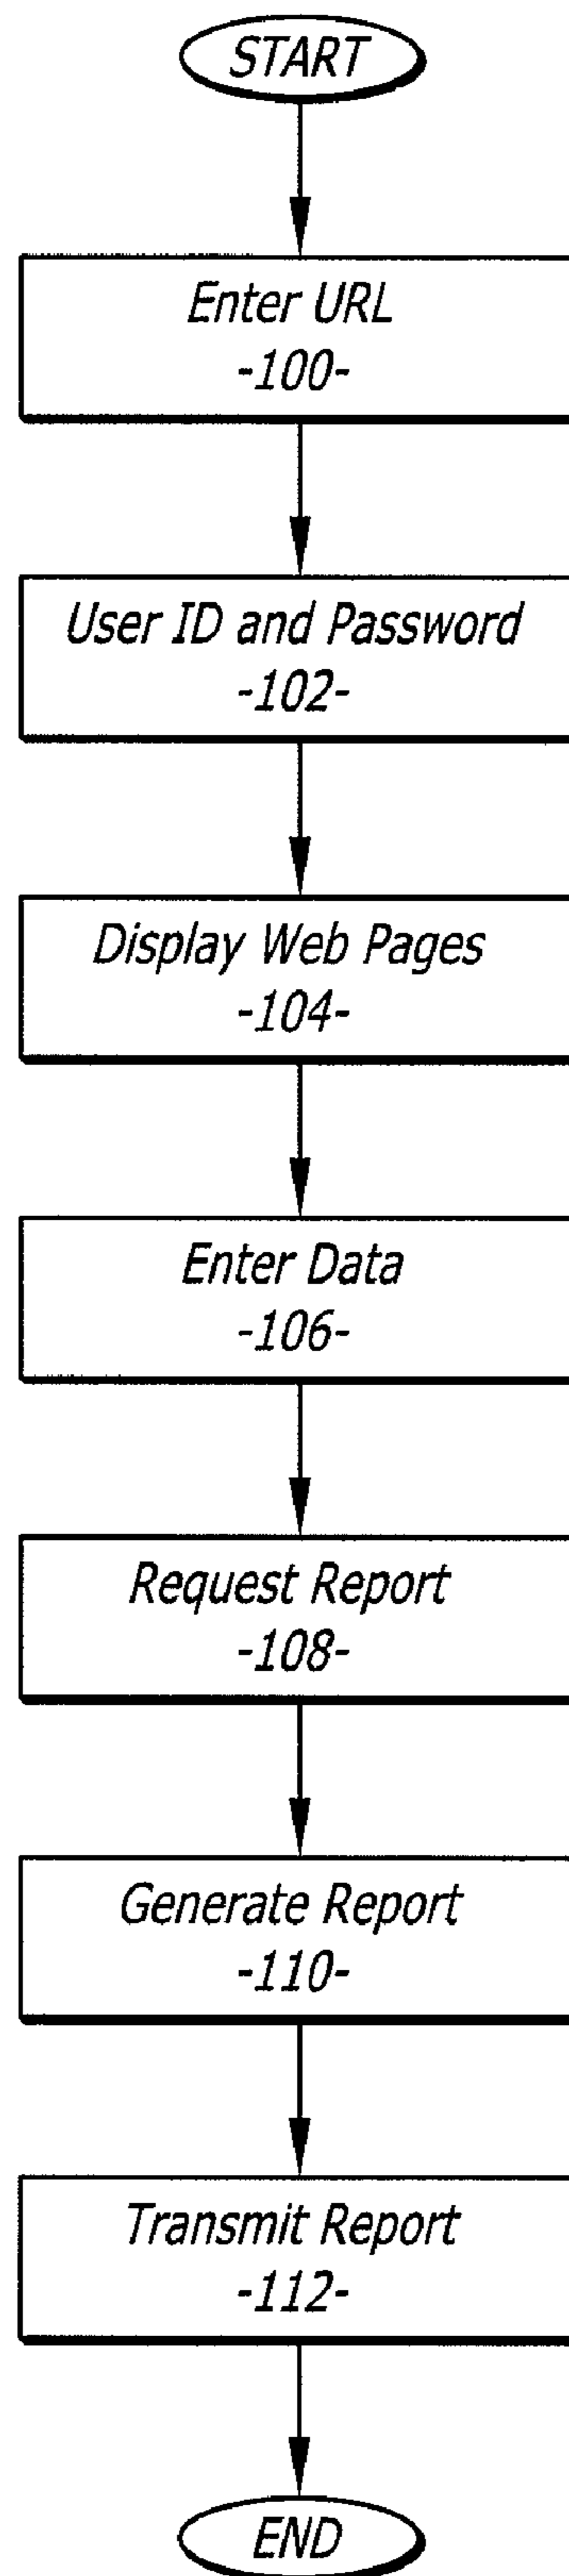 START
Enter URL
-100-
User ID and Password
-102-
Display Web Pages
-104-
Enter Data
-106-
Request Report
-108-
Generate Report
-110-
Transmit Report
-112-
END